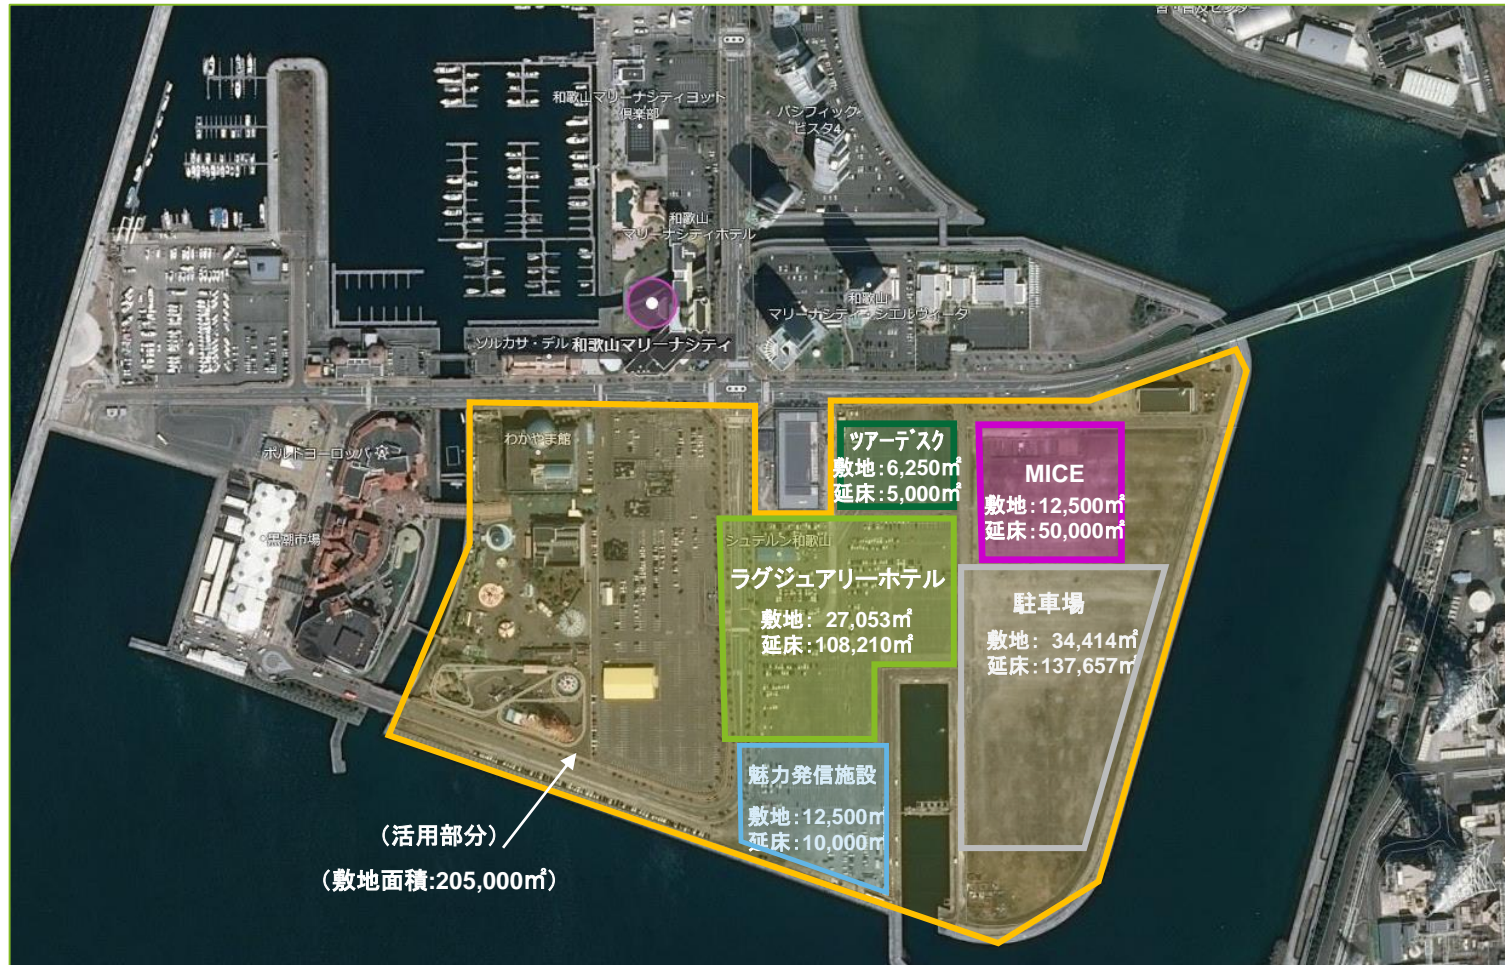 和歌山マリーナシティヨット
倶楽部
パシフィック
ビスタ4
和歌山
マリーナシティホテル
和歌山
マリーナシティ・シエルヴィータ
ソルカサ・デル
和歌山マリーナシティ
わかやま館
ポルトヨーロッパ
黒潮市場
ツアーデスク
敷地:6,250㎡
延床:5,000㎡
MICE
敷地:12,500㎡
延床:50,000㎡
シュテルン和歌山
ラグジュアリーホテル
敷地: 27,053㎡
延床:108,210㎡
駐車場
敷地: 34,414㎡
延床:137,657㎡
魅力発信施設
敷地:12,500㎡
延床:10,000㎡
(活用部分)
(敷地面積:205,000㎡)